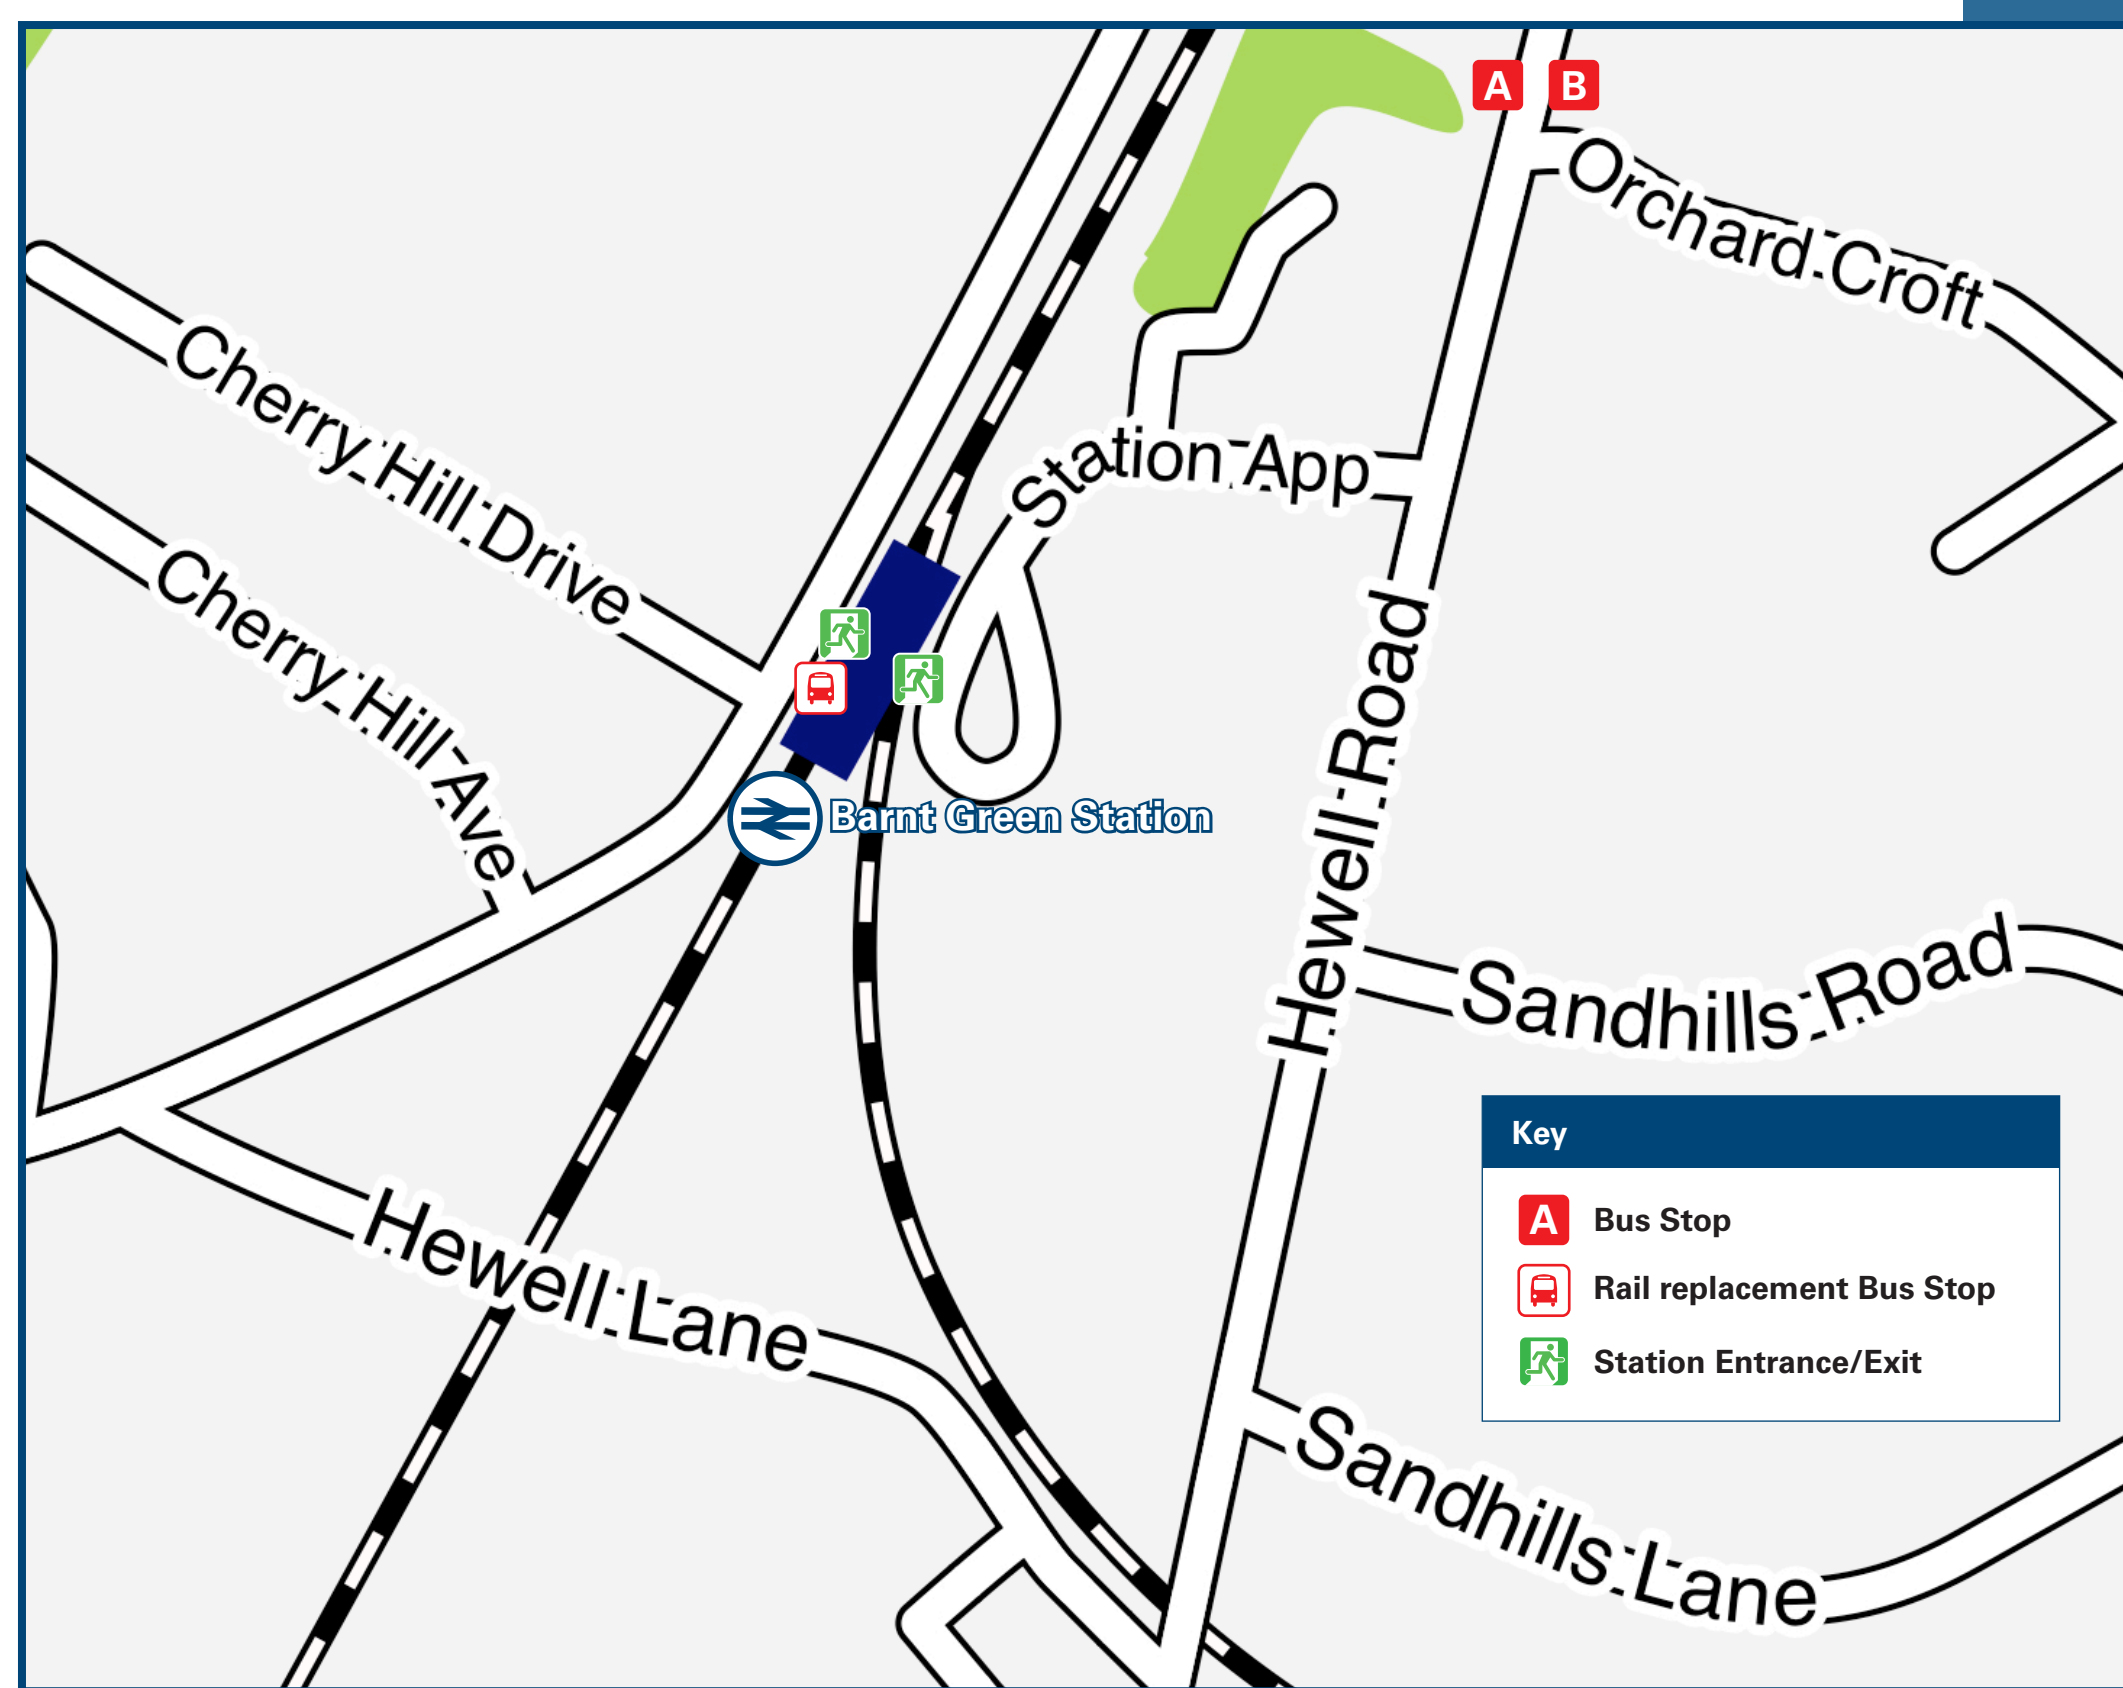 A
B
Orchard Croft
Cherry Hill Drive
Station App
Cherry Hill Ave
Hewell Road
Barnt Green Station
Sandhills Road
Hewell Lane
Sandhills Lane
Key
A Bus Stop
Rail replacement Bus Stop
Station Entrance/Exit